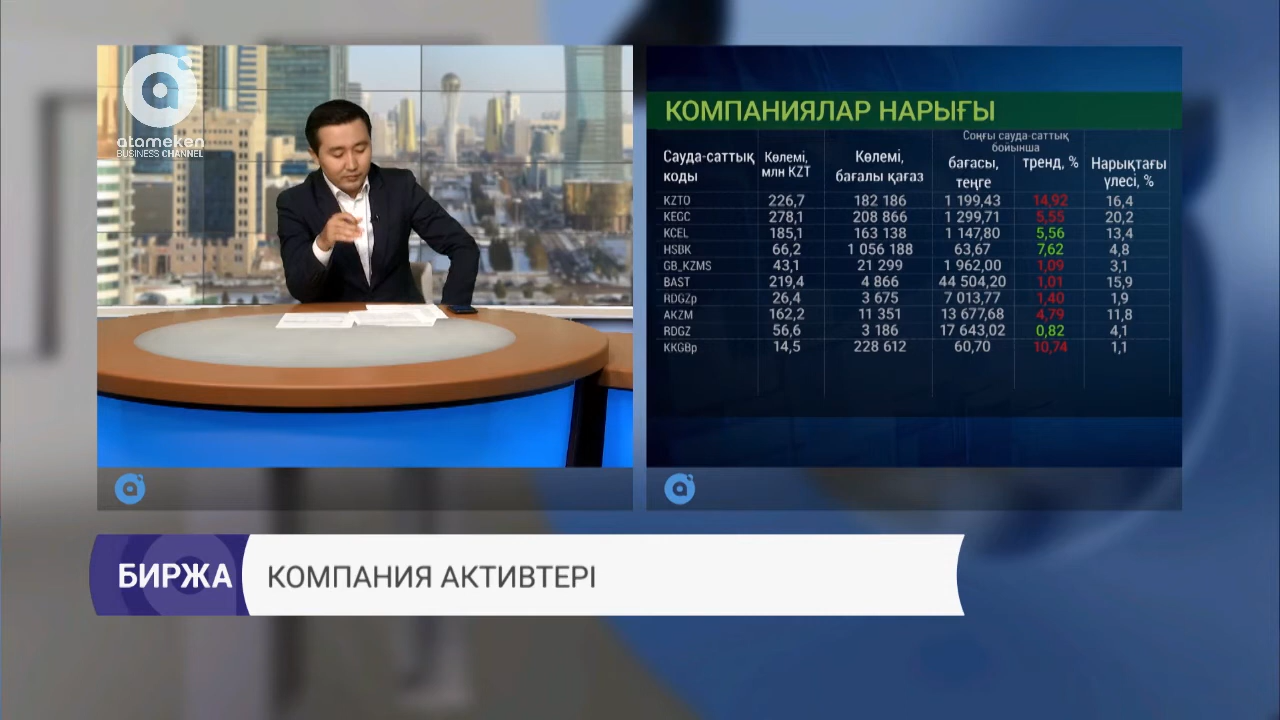 atameken
BUSINESS CHANNEL
КОМПАНИЯЛАР НАРЫҒЫ
Соңғы сауда-саттық
бойынша
Сауда-саттық коды Көлемі, млн KZT Көлемі, бағалы қағаз бағасы, теңге тренд, % Нарықтағы үлесі, %
KZTO 226,7 182 186 1 199,43 14,92 16,4
KEGC 278,1 208 866 1 299,71 5,55 20,2
KCEL 185,1 163 138 1 147,80 5,56 13,4
HSBK 66,2 1 056 188 63,67 7,62 4,8
GB_KZMS 43,1 21 299 1 962,00 1,09 3,1
BAST 219,4 4 866 44 504,20 1,01 15,9
RDGZp 26,4 3 675 7 013,77 1,40 1,9
AKZM 162,2 11 351 13 677,68 4,79 11,8
RDGZ 56,6 3 186 17 643,02 0,82 4,1
KKGBp 14,5 228 612 60,70 10,74 1,1
БИРЖА
КОМПАНИЯ АКТИВТЕРІ